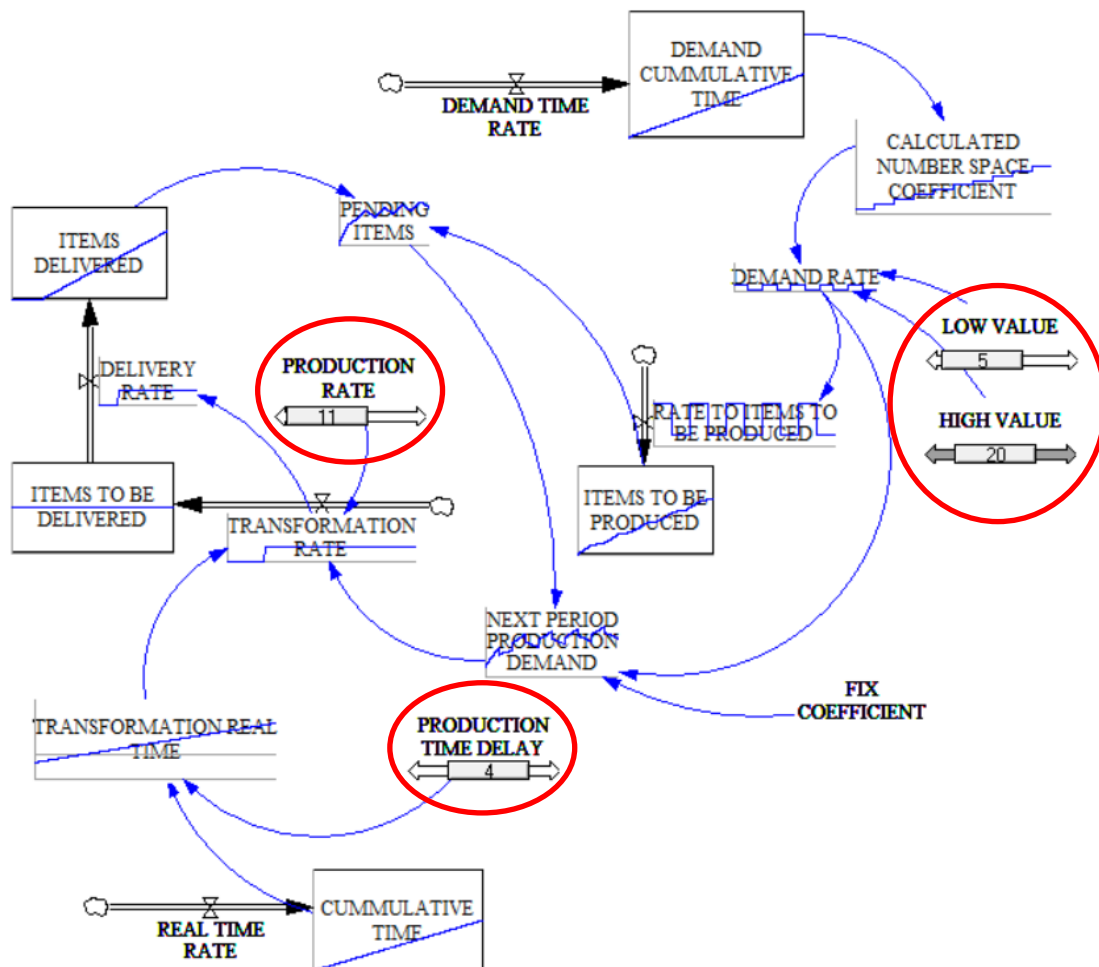 DEMAND
CUMMULATIVE
TIME
DEMAND TIME
RATE
CALCULATED
NUMBER SPACE
COEFFICIENT
PENDING
ITEMS
ITEMS
DELIVERED
DEMAND RATE
LOW VALUE
5
HIGH VALUE
20
PRODUCTION
RATE
11
DELIVERY
RATE
RATE TO ITEMS TO
BE PRODUCED
ITEMS TO BE
DELIVERED
ITEMS TO BE
PRODUCED
TRANSFORMATION
RATE
NEXT PERIOD
PRODUCTION
DEMAND
FIX
COEFFICIENT
TRANSFORMATION REAL
TIME
PRODUCTION
TIME DELAY
4
REAL TIME
RATE
CUMMULATIVE
TIME